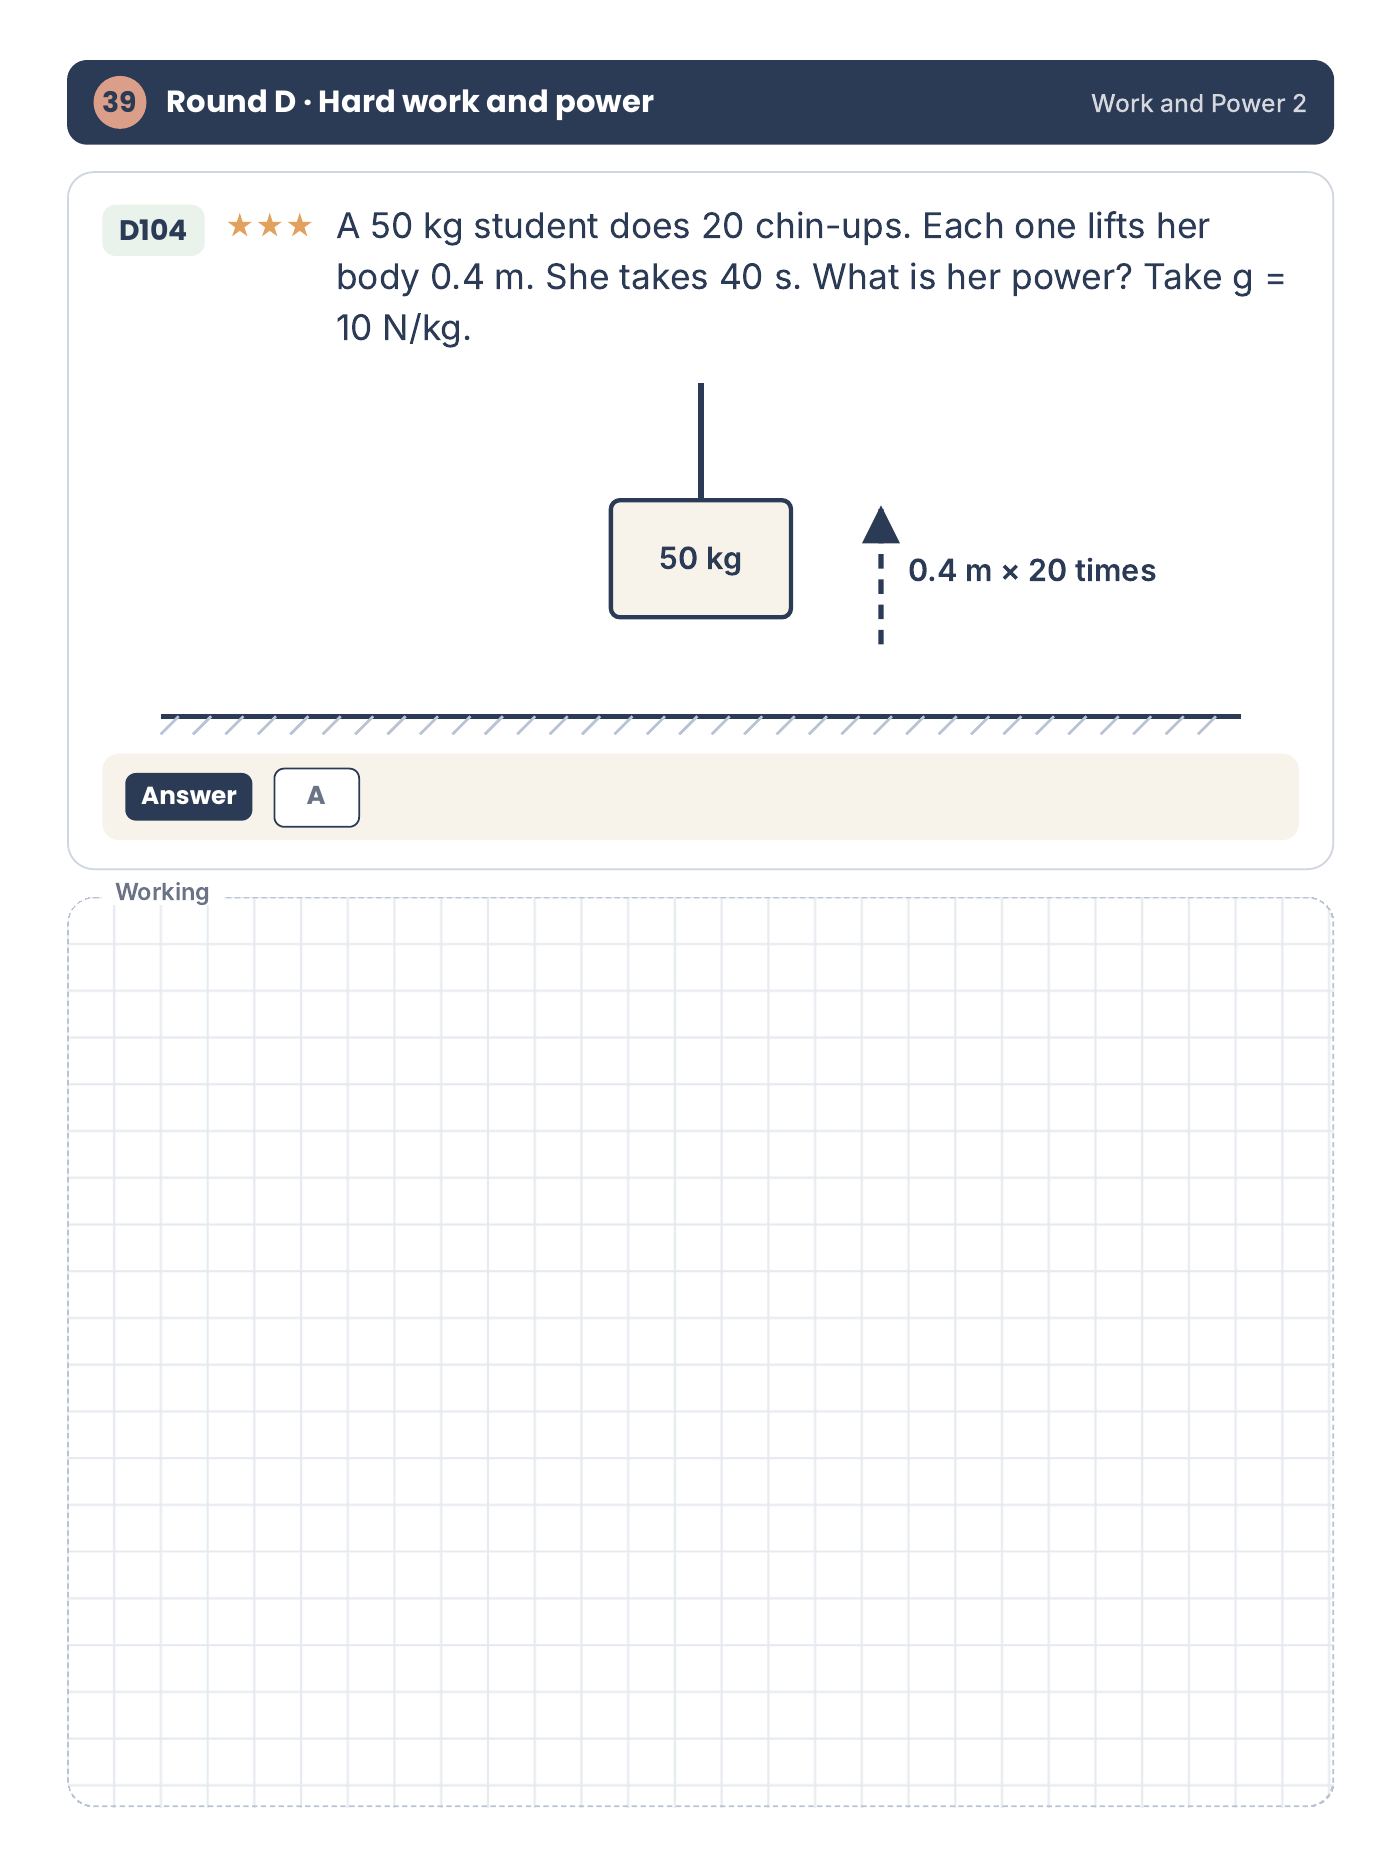 39 Round D · Hard work and power Work and Power 2
D104 ★★★ A 50 kg student does 20 chin-ups. Each one lifts her
body 0.4 m. She takes 40 s. What is her power? Take g =
10 N/kg.
50 kg
0.4 m × 20 times
Answer A
Working